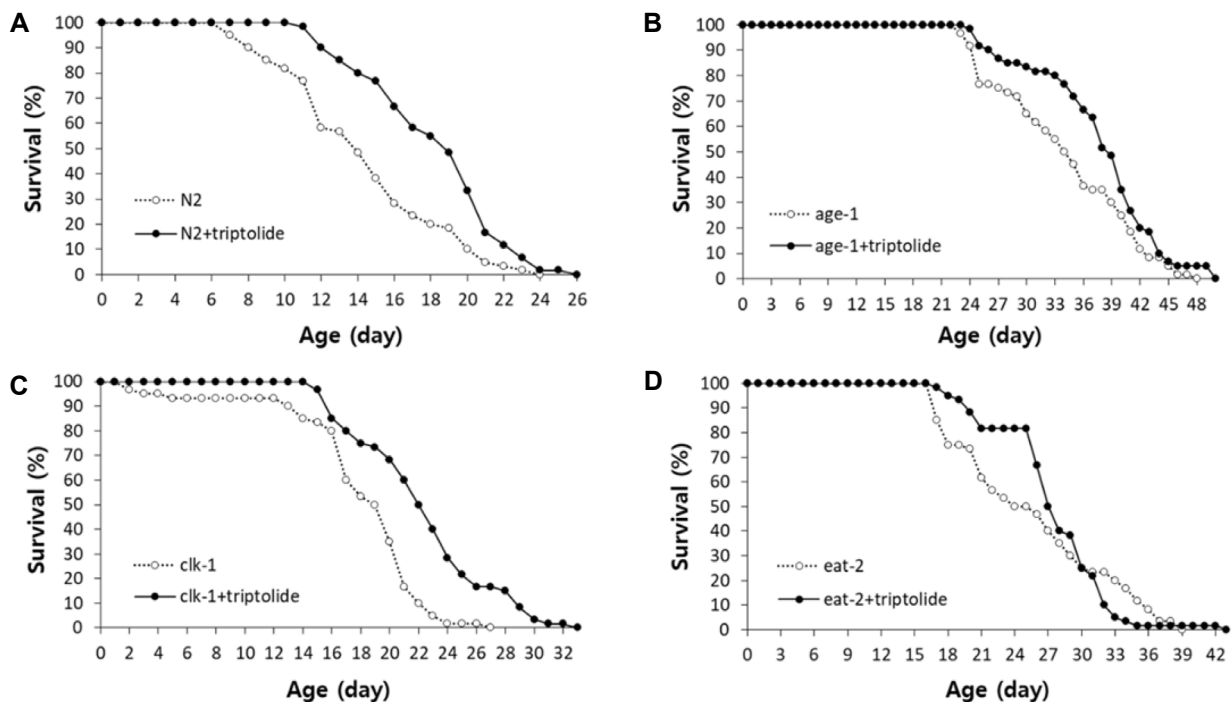 A
100
90
80
70
60
50
40
30
20
10
0
Survival (%)
N2
N2+triptolide
0 2 4 6 8 10 12 14 16 18 20 22 24 26
Age (day)
B
100
90
80
70
60
50
40
30
20
10
0
Survival (%)
age-1
age-1+triptolide
0 3 6 9 12 15 18 21 24 27 30 33 36 39 42 45 48
Age (day)
C
100
90
80
70
60
50
40
30
20
10
0
Survival (%)
clk-1
clk-1+triptolide
0 2 4 6 8 10 12 14 16 18 20 22 24 26 28 30 32
Age (day)
D
100
90
80
70
60
50
40
30
20
10
0
Survival (%)
eat-2
eat-2+triptolide
0 3 6 9 12 15 18 21 24 27 30 33 36 39 42
Age (day)